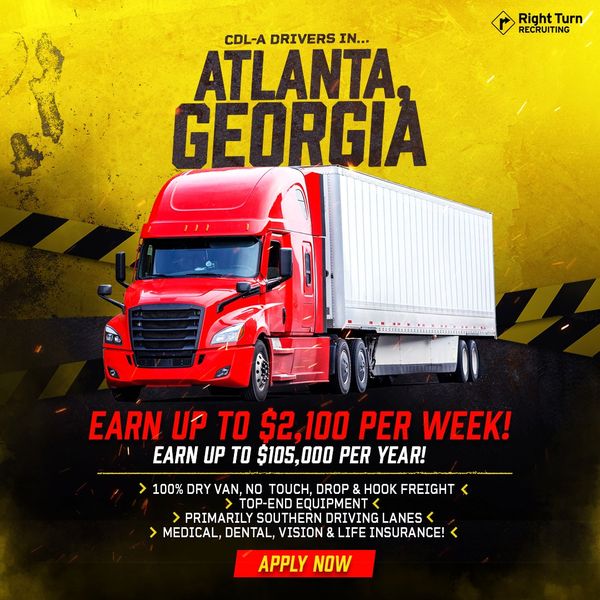 Right Turn
RECRUITING
CDL-A DRIVERS IN...
ATLANTA,
GEORGIA
EARN UP TO $2,100 PER WEEK!
EARN UP TO $105,000 PER YEAR!
100% DRY VAN, NO TOUCH, DROP & HOOK FREIGHT
TOP-END EQUIPMENT
PRIMARILY SOUTHERN DRIVING LANES
MEDICAL, DENTAL, VISION & LIFE INSURANCE!
APPLY NOW